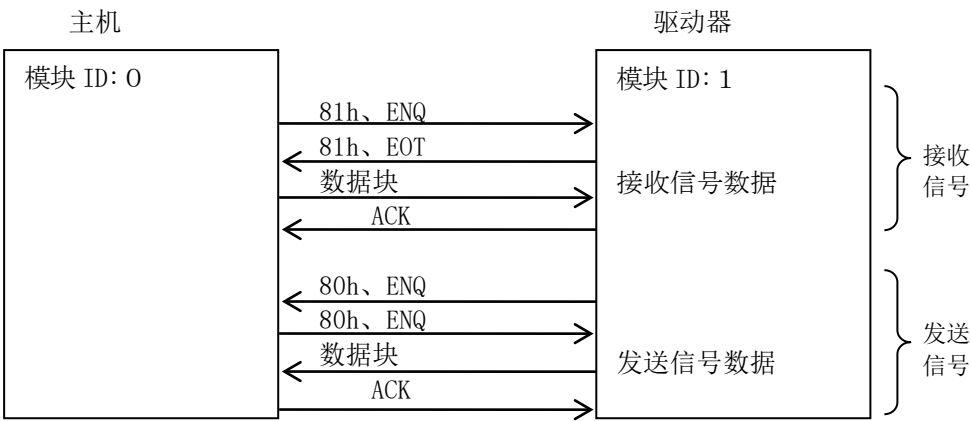 主机
驱动器
模块 ID: 0
模块 ID: 1
81h、ENQ
81h、EOT
数据块
接收信号数据
ACK
接收
信号
80h、ENQ
80h、ENQ
数据块
发送信号数据
ACK
发送
信号